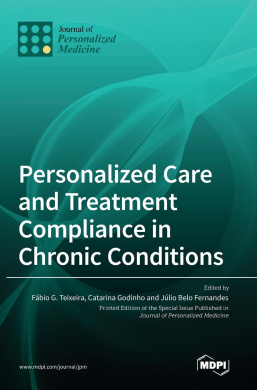 Journal of
Personalized
Medicine
Personalized Care
and Treatment
Compliance in
Chronic Conditions
Edited by
Fábio G. Teixeira, Catarina Godinho and Júlio Belo Fernandes
Printed Edition of the Special Issue Published in
Journal of Personalized Medicine
www.mdpi.com/journal/jpm
MDPI